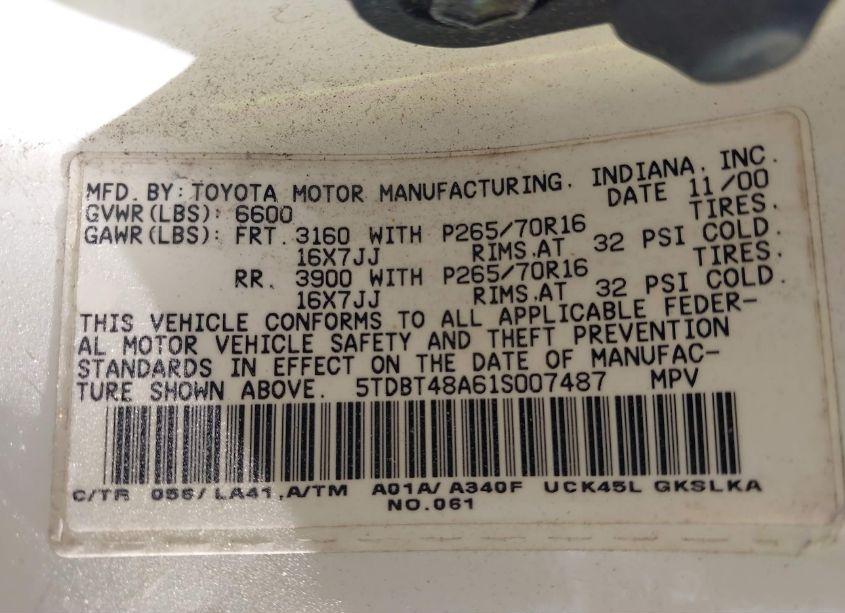 MFD. BY: TOYOTA MOTOR MANUFACTURING, INDIANA, INC.
GVWR(LBS): 6600 DATE 11/00
GAWR(LBS): FRT. 3160 WITH P265/70R16 TIRES.
16X7JJ RIMS.AT 32 PSI COLD.
RR. 3900 WITH P265/70R16 TIRES.
16X7JJ RIMS.AT 32 PSI COLD.
THIS VEHICLE CONFORMS TO ALL APPLICABLE FEDER-
AL MOTOR VEHICLE SAFETY AND THEFT PREVENTION
STANDARDS IN EFFECT ON THE DATE OF MANUFAC-
TURE SHOWN ABOVE. 5TDBT48A61S007487 MPV
C/TR 056/LA41,A/TM A01A/A340F UCK45L GKSLKA
NO.061